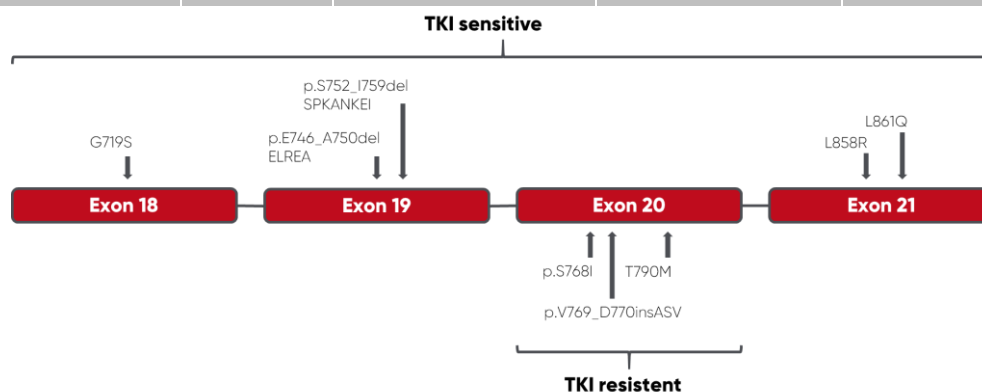 TKI sensitive
p.S752_I759del
SPKANKEI
L861Q
G719S
p.E746_A750del
ELREA
L858R
Exon 18
Exon 19
Exon 20
Exon 21
p.S768I
T790M
p.V769_D770insASV
TKI resistent